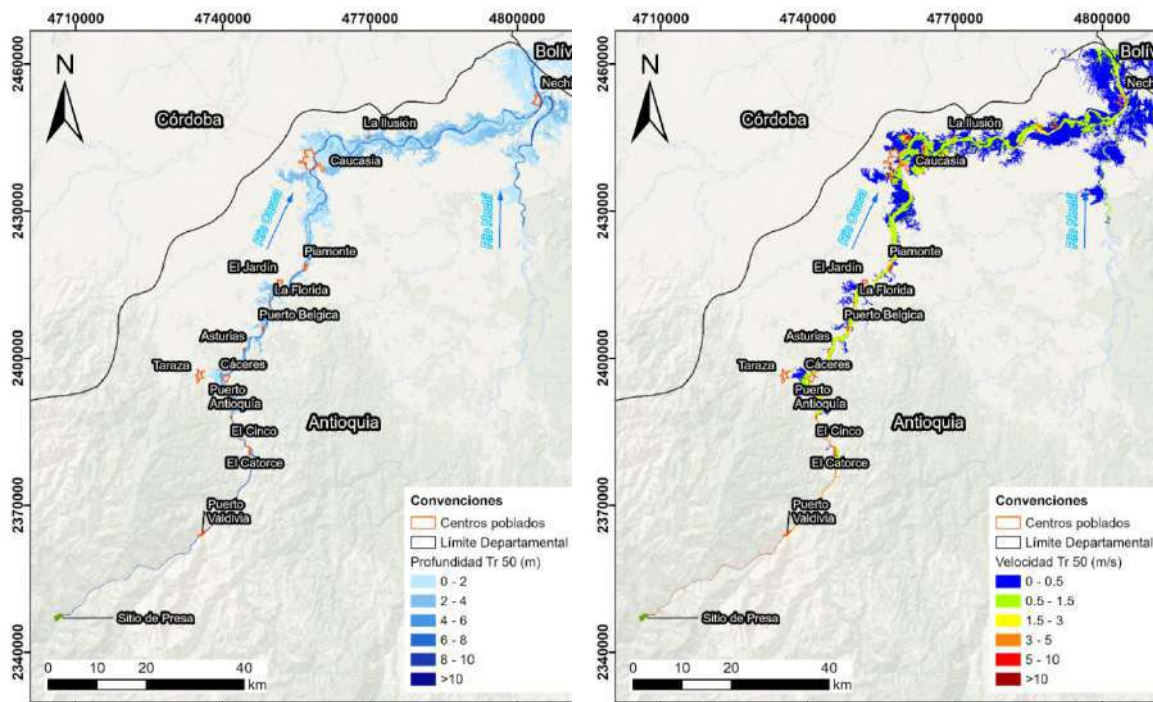 4710000 4740000 4770000 4800000
2460000
N
Bolív
Nechí
Córdoba
La Ilusión
Caucasia
2430000
Río Cauca
Río Nechí
Piamonte
El Jardín
La Florida
Puerto Belgica
Asturias
2400000
Taraza
Cáceres
Puerto
Antioquía
Antioquia
El Cinco
El Catorce
2370000
Puerto
Valdivia
Sitio de Presa
2340000
Convenciones
Centros poblados
Límite Departamental
Profundidad Tr 50 (m)
0 - 2
2 - 4
4 - 6
6 - 8
8 - 10
>10
0 10 20 40
km
4710000 4740000 4770000 4800000
2460000
N
Bolív
Nech
Córdoba
La Ilusión
Caucasia
2430000
Río Cauca
Río Nechí
Piamonte
El Jardín
La Florida
Puerto Belgica
Asturias
2400000
Taraza
Cáceres
Puerto
Antioquía
Antioquia
El Cinco
El Catorce
2370000
Puerto
Valdivia
Sitio de Presa
2340000
Convenciones
Centros poblados
Límite Departamental
Velocidad Tr 50 (m/s)
0 - 0.5
0.5 - 1.5
1.5 - 3
3 - 5
5 - 10
>10
0 10 20 40
km